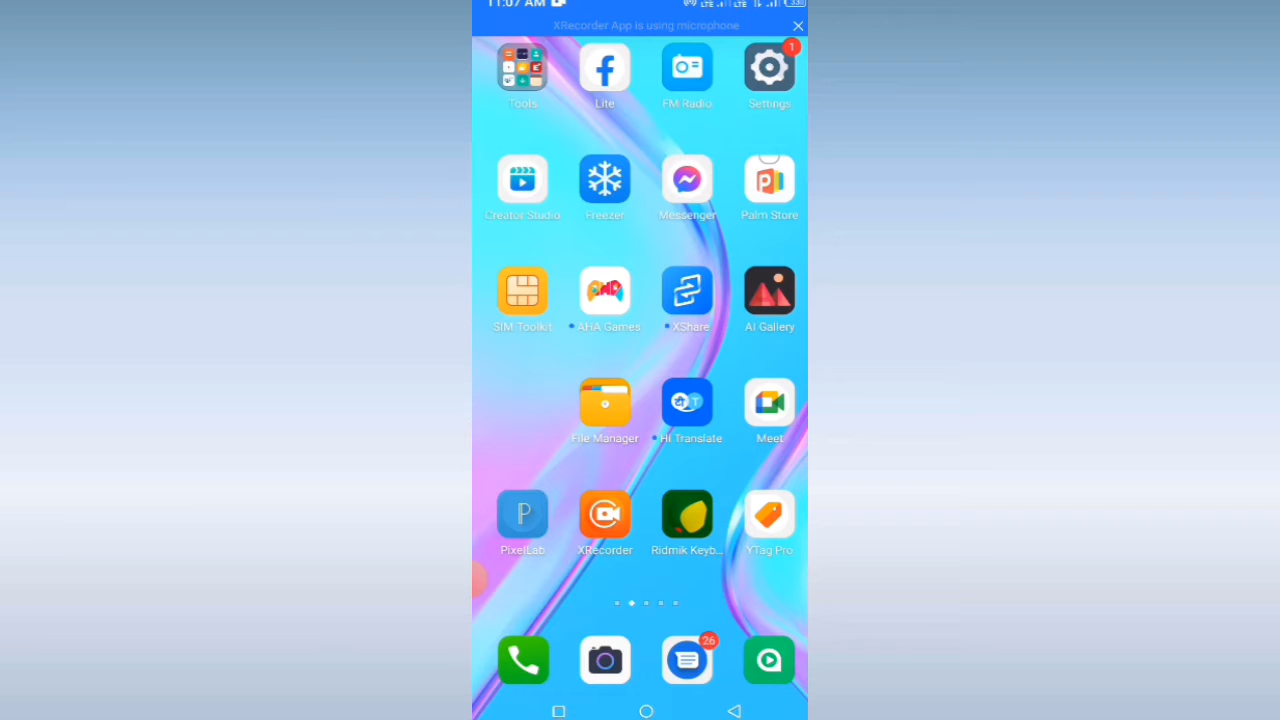 11:07 AM
XRecorder App is using microphone
Tools
Lite
FM Radio
Settings
1
Creator Studio
Freezer
Messenger
Palm Store
SIM Toolkit
AHA Games
XShare
AI Gallery
File Manager
Hi Translate
Meet
PixelLab
XRecorder
Ridmik Keyb...
YTag Pro
26